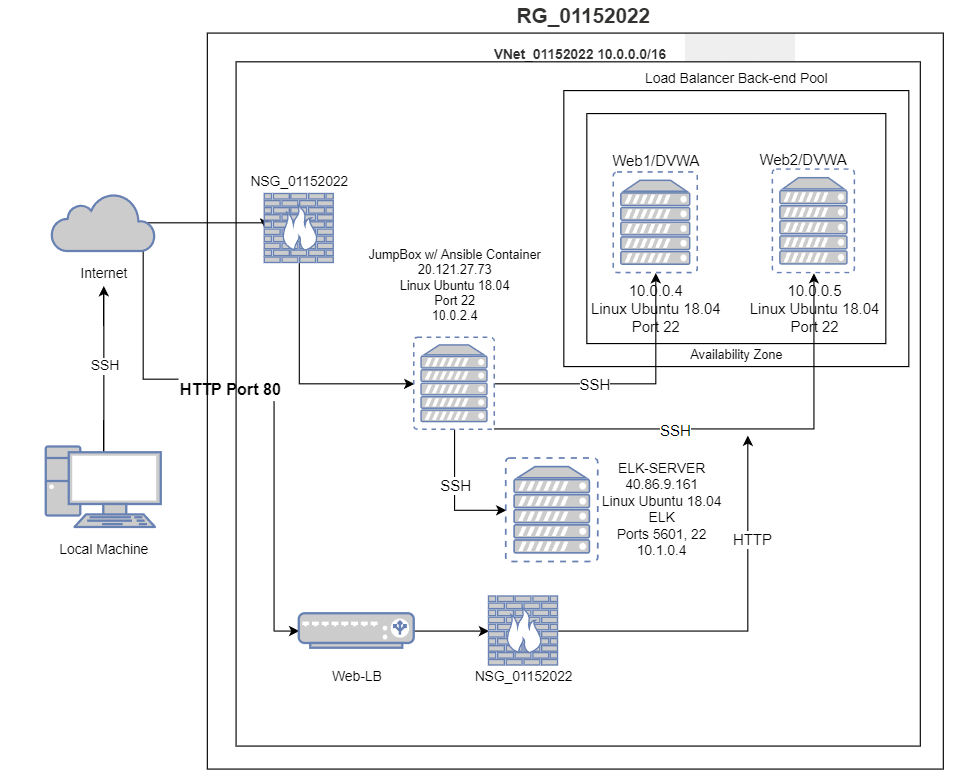 RG_01152022
VNet_01152022 10.0.0.0/16
Load Balancer Back-end Pool
Web1/DVWA
Web2/DVWA
NSG_01152022
JumpBox w/ Ansible Container
20.121.27.73
Linux Ubuntu 18.04
Port 22
10.0.2.4
Internet
10.0.0.4
Linux Ubuntu 18.04
Port 22
10.0.0.5
Linux Ubuntu 18.04
Port 22
Availability Zone
SSH
HTTP Port 80
SSH
SSH
SSH
ELK-SERVER
40.86.9.161
Linux Ubuntu 18.04
ELK
Ports 5601, 22
10.1.0.4
HTTP
Local Machine
Web-LB
NSG_01152022